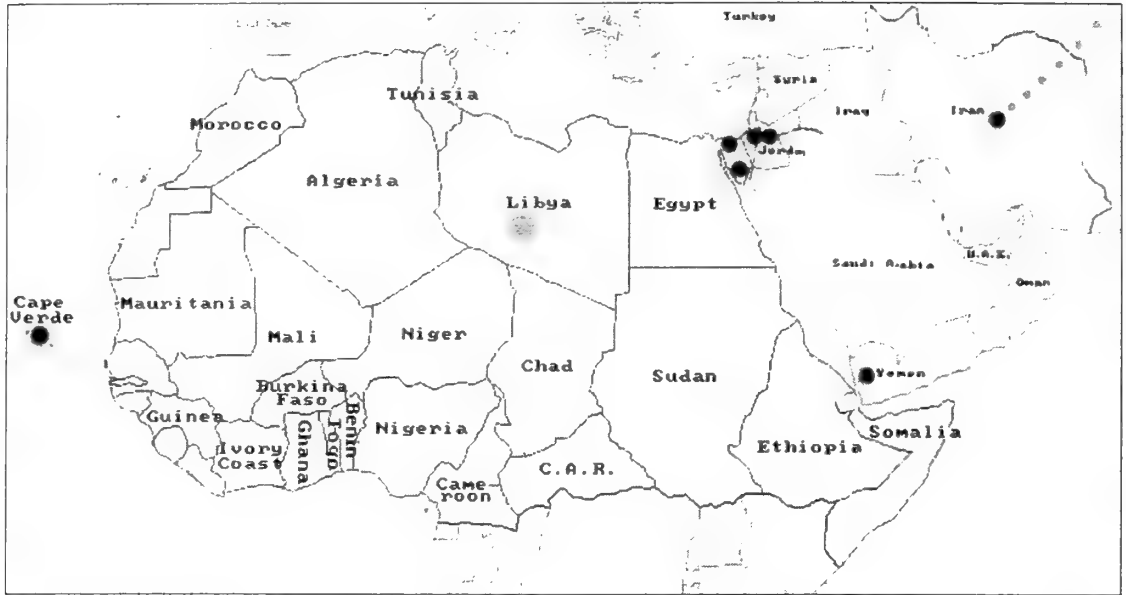 Turkey
Syria
Tunisia
Iraq
Iran
Morocco
Jordan
Algeria
Libya
Egypt
Saudi Arabia
U.A.E.
Oman
Cape
Verde
Mauritania
Mali
Niger
Chad
Sudan
Yemen
Burkina
Faso
Benin
Guinea
Ivory
Coast
Ghana
Togo
Nigeria
Ethiopia
Somalia
C.A.R.
Came-
roon